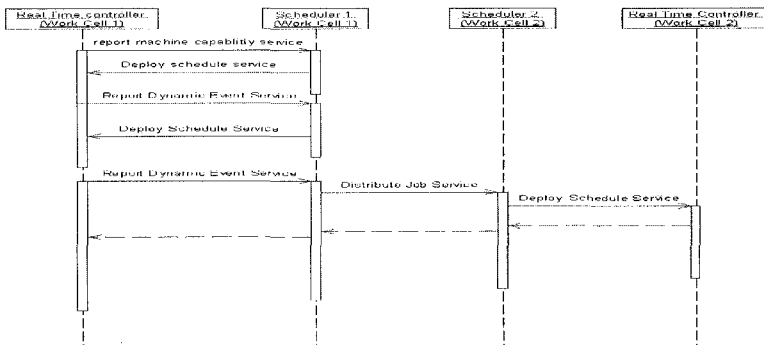 Real Time controller
(Work Cell 1)
Scheduler 1
(Work Cell 1)
Scheduler 2
(Work Cell 2)
Real Time Controller
(Work Cell 2)
report machine capablitiy service
Deploy schedule service
Report Dynamic Event Service
Deploy Schedule Service
Report Dynamic Event Service
Distribute Job Service
Deploy Schedule Service